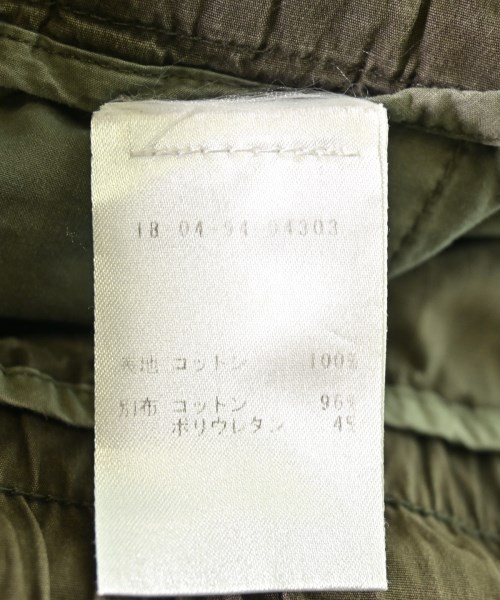 18 04-94 94303
表地 コットン 100%
別布 コットン 96%
ポリウレタン 4%